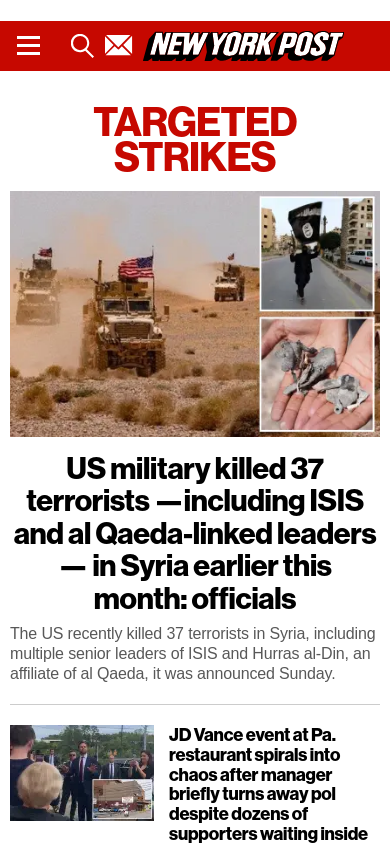 NEW YORK POST
TARGETED
STRIKES
US military killed 37
terrorists —including ISIS
and al Qaeda-linked leaders
— in Syria earlier this
month: officials
The US recently killed 37 terrorists in Syria, including
multiple senior leaders of ISIS and Hurras al-Din, an
affiliate of al Qaeda, it was announced Sunday.
JD Vance event at Pa.
restaurant spirals into
chaos after manager
briefly turns away pol
despite dozens of
supporters waiting inside